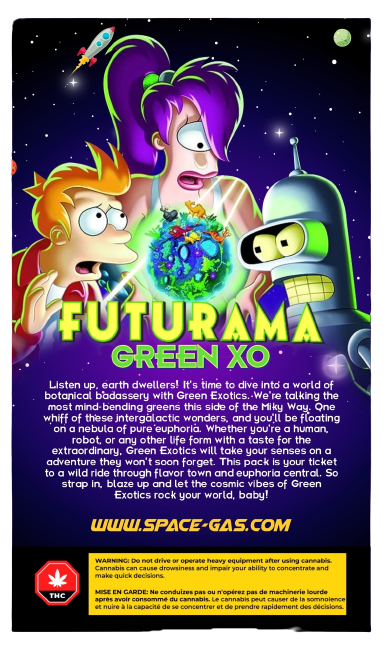 FUTURAMA
GREEN XO
Listen up, earth dwellers! It's time to dive into a world of
botanical badassery with Green Exotics. We're talking the
most mind-bending greens this side of the Miky Way. One
whiff of these intergalactic wonders, and you'll be floating
on a nebula of pure euphoria. Whether you're a human,
robot, or any other life form with a taste for the
extraordinary, Green Exotics will take your senses on a
adventure they won't soon forget. This pack is your ticket
to a wild ride through flavor town and euphoria central. So
strap in, blaze up and let the cosmic vibes of Green
Exotics rock your world, baby!
WWW.SPACE-GAS.COM
WARNING: Do not drive or operate heavy equipment after using cannabis.
Cannabis can cause drowsiness and impair your ability to concentrate and
make quick decisions.
MISE EN GARDE: Ne conduizes pas ou n'opérez pas de machinerie lourde
après avoir consommé du cannabis. Le cannabis peut causer de la somnolence
et nuire à la capacité de se concentrer et de prendre rapidement des décisions.
THC